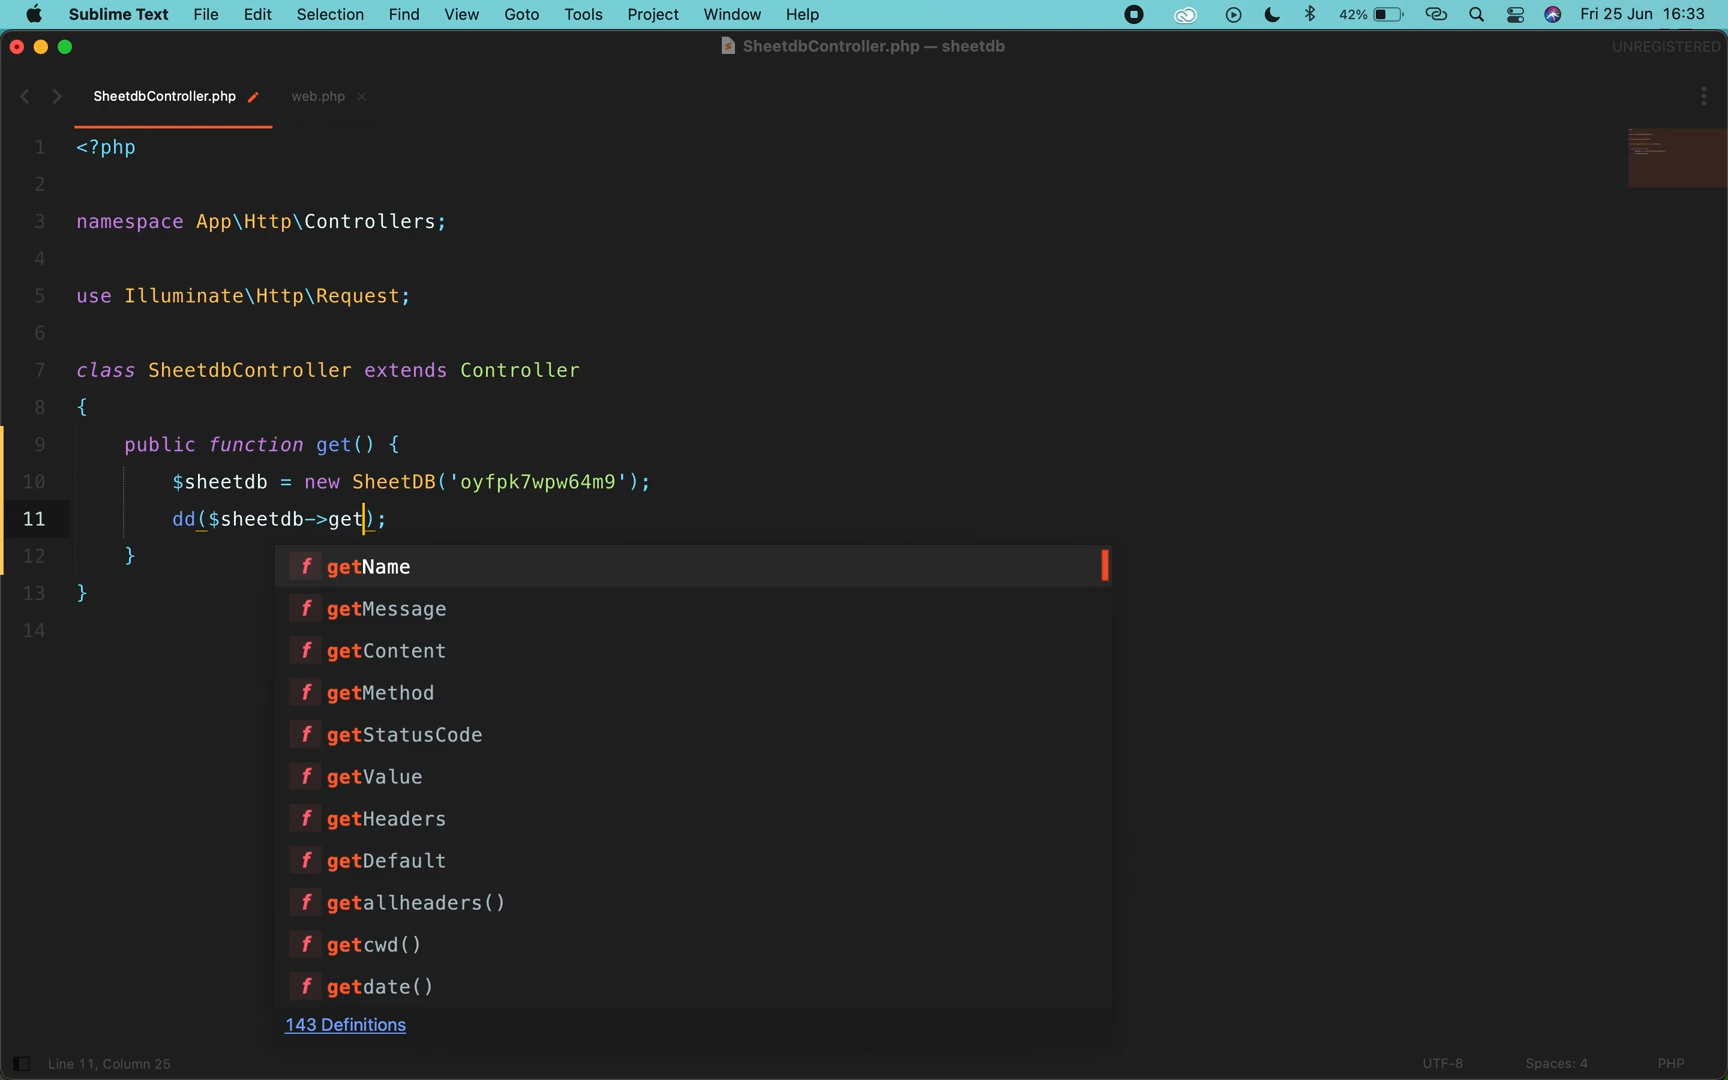 Sublime Text File Edit Selection Find View Goto Tools Project Window Help 42% Fri 25 Jun 16:33
SheetdbController.php — sheetdb UNREGISTERED
SheetdbController.php web.php
1 <?php
2
3 namespace App\Http\Controllers;
4
5 use Illuminate\Http\Request;
6
7 class SheetdbController extends Controller
8 {
9 public function get() {
10 $sheetdb = new SheetDB('oyfpk7wpw64m9');
11 dd($sheetdb->get);
12 }
13 }
14
f getName
f getMessage
f getContent
f getMethod
f getStatusCode
f getValue
f getHeaders
f getDefault
f getallheaders()
f getcwd()
f getdate()
143 Definitions
Line 11, Column 25 UTF-8 Spaces: 4 PHP